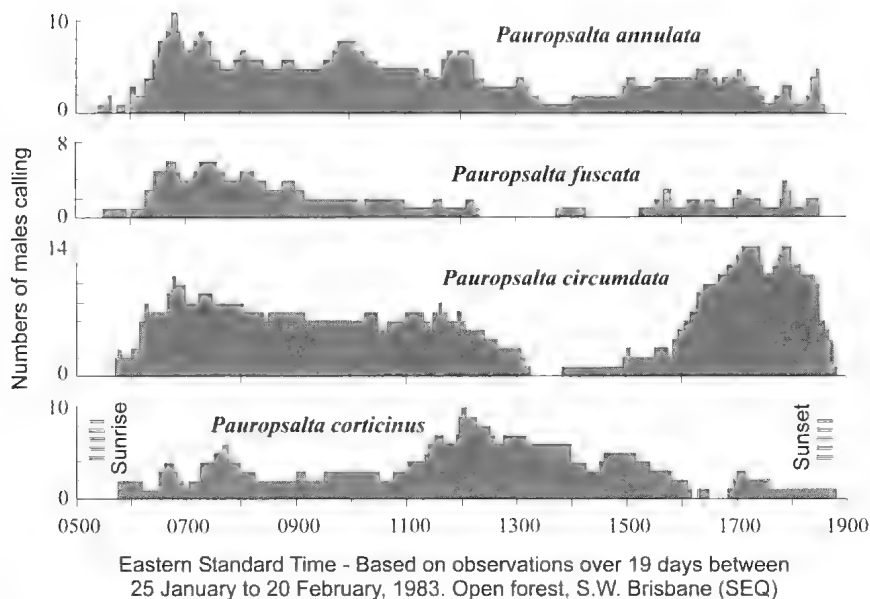 10
Pauropsalta annulata
0
8
Pauropsalta fuscata
0
14
Pauropsalta circumdata
0
10
Pauropsalta corticinus
0
Numbers of males calling
Sunrise
Sunset
0500 0700 0900 1100 1300 1500 1700 1900
Eastern Standard Time - Based on observations over 19 days between
25 January to 20 February, 1983. Open forest, S.W. Brisbane (SEQ)